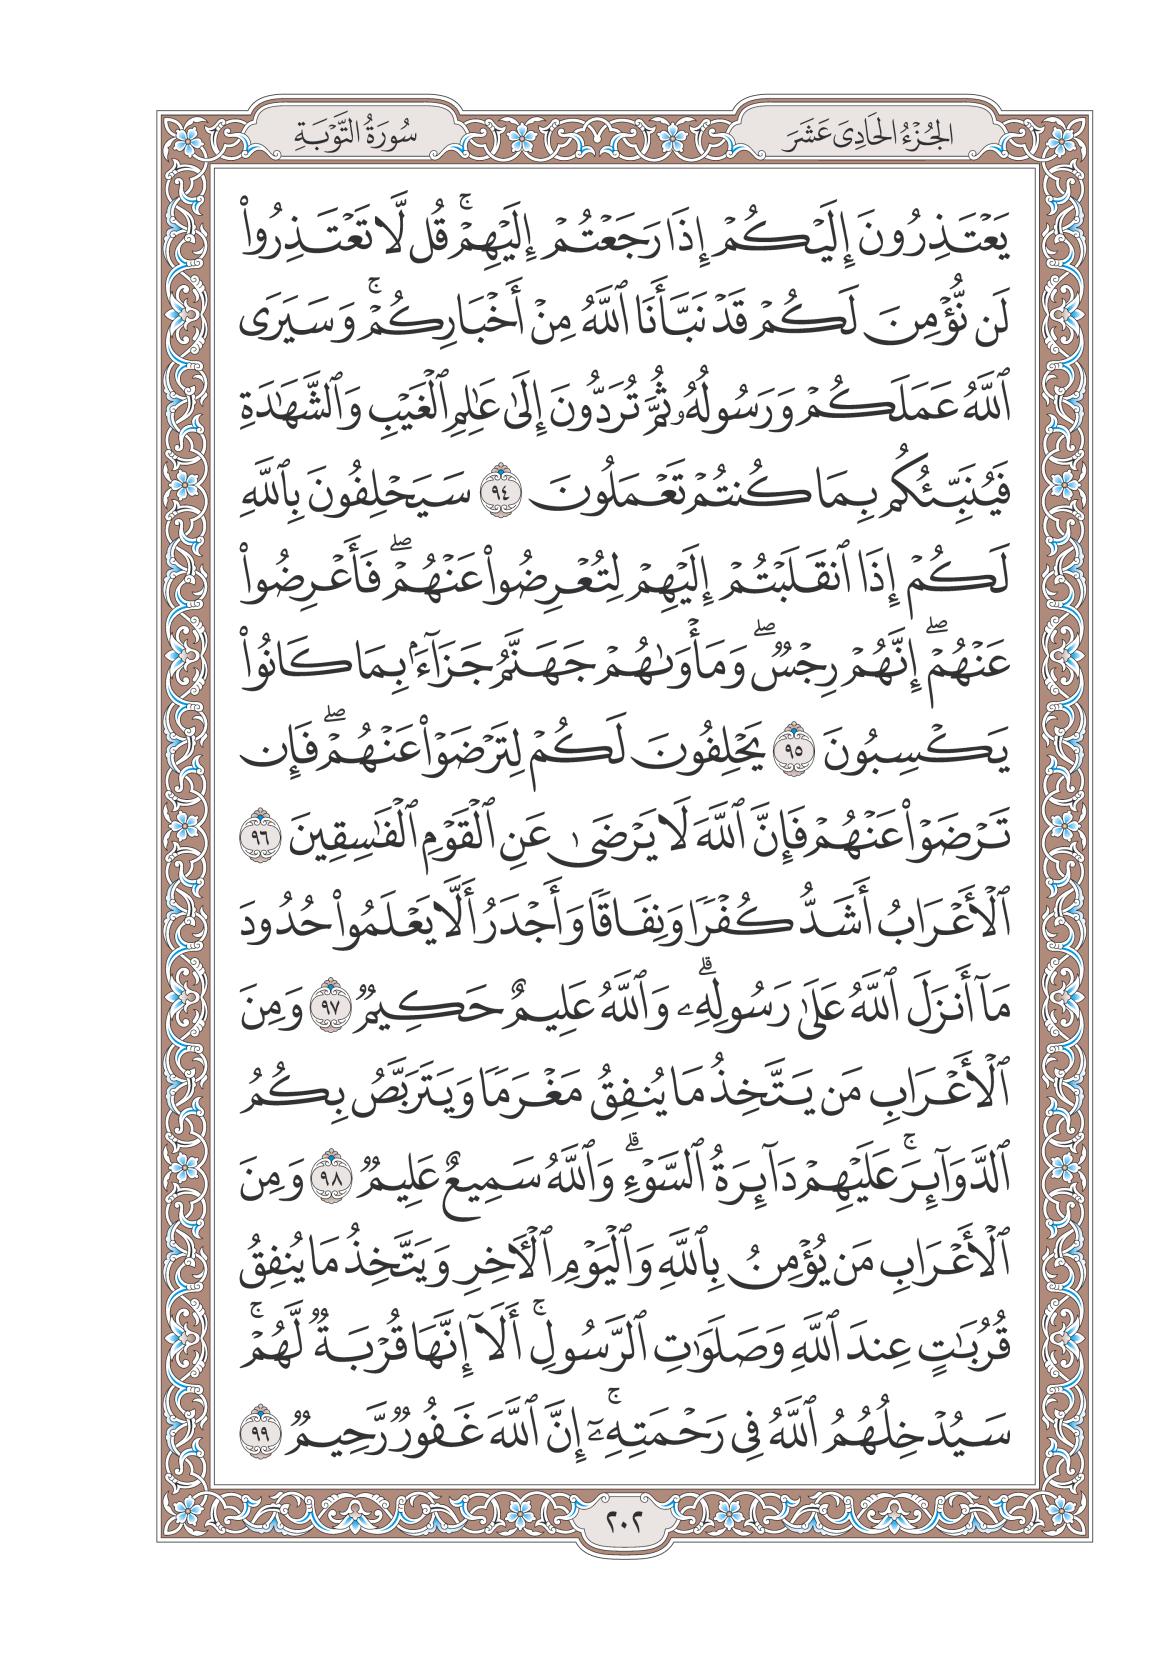 الجُزْءُ الحَادِىَ عَشَرَ
سُورَةُ التَّوْبَةِ
يَعْتَذِرُونَ إِلَيْكُمْ إِذَا رَجَعْتُمْ إِلَيْهِمْ ۚ قُل لَّا تَعْتَذِرُوا۟
لَن نُّؤْمِنَ لَكُمْ قَدْ نَبَّأَنَا ٱللَّهُ مِنْ أَخْبَارِكُمْ ۚ وَسَيَرَى
ٱللَّهُ عَمَلَكُمْ وَرَسُولُهُۥ ثُمَّ تُرَدُّونَ إِلَىٰ عَـٰلِمِ ٱلْغَيْبِ وَٱلشَّهَـٰدَةِ
فَيُنَبِّئُكُم بِمَا كُنتُمْ تَعْمَلُونَ ٩٤ سَيَحْلِفُونَ بِٱللَّهِ
لَكُمْ إِذَا ٱنقَلَبْتُمْ إِلَيْهِمْ لِتُعْرِضُوا۟ عَنْهُمْ ۖ فَأَعْرِضُوا۟
عَنْهُمْ ۖ إِنَّهُمْ رِجْسٌ ۖ وَمَأْوَىٰهُمْ جَهَنَّمُ جَزَآءًۢ بِمَا كَانُوا۟
يَكْسِبُونَ ٩٥ يَحْلِفُونَ لَكُمْ لِتَرْضَوْا۟ عَنْهُمْ ۖ فَإِن
تَرْضَوْا۟ عَنْهُمْ فَإِنَّ ٱللَّهَ لَا يَرْضَىٰ عَنِ ٱلْقَوْمِ ٱلْفَـٰسِقِينَ ٩٦
ٱلْأَعْرَابُ أَشَدُّ كُفْرًا وَنِفَاقًا وَأَجْدَرُ أَلَّا يَعْلَمُوا۟ حُدُودَ
مَآ أَنزَلَ ٱللَّهُ عَلَىٰ رَسُولِهِۦ ۗ وَٱللَّهُ عَلِيمٌ حَكِيمٌ ٩٧ وَمِنَ
ٱلْأَعْرَابِ مَن يَتَّخِذُ مَا يُنفِقُ مَغْرَمًا وَيَتَرَبَّصُ بِكُمُ
ٱلدَّوَآئِرَ ۚ عَلَيْهِمْ دَآئِرَةُ ٱلسَّوْءِ ۗ وَٱللَّهُ سَمِيعٌ عَلِيمٌ ٩٨ وَمِنَ
ٱلْأَعْرَابِ مَن يُؤْمِنُ بِٱللَّهِ وَٱلْيَوْمِ ٱلْـَٔاخِرِ وَيَتَّخِذُ مَا يُنفِقُ
قُرُبَـٰتٍ عِندَ ٱللَّهِ وَصَلَوَٰتِ ٱلرَّسُولِ ۚ أَلَآ إِنَّهَا قُرْبَةٌ لَّهُمْ ۚ
سَيُدْخِلُهُمُ ٱللَّهُ فِى رَحْمَتِهِۦٓ ۚ إِنَّ ٱللَّهَ غَفُورٌ رَّحِيمٌ ٩٩
٢٠٢